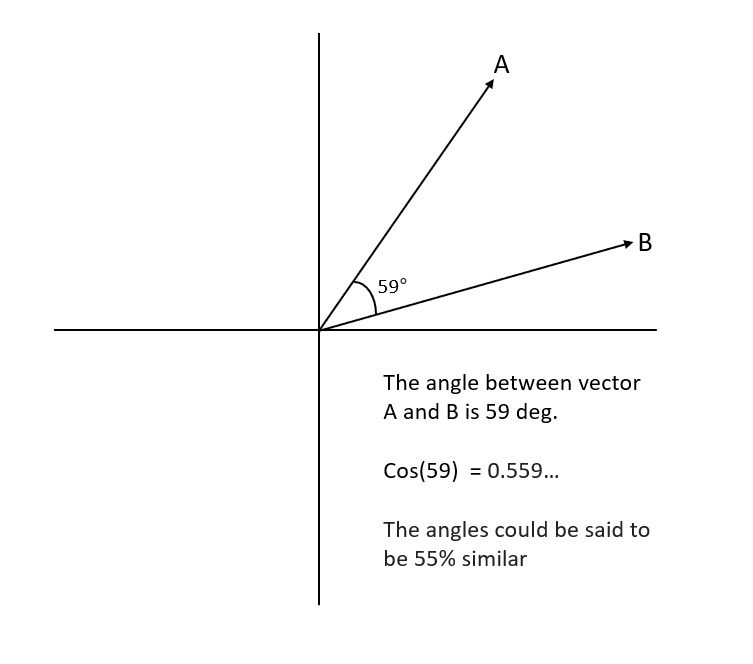 A
B
59°
The angle between vector
A and B is 59 deg.
Cos(59) = 0.559...
The angles could be said to
be 55% similar